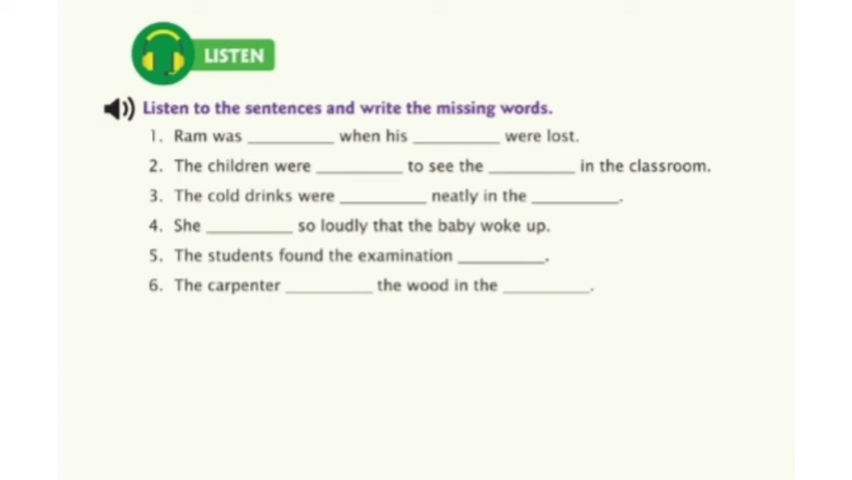 LISTEN
Listen to the sentences and write the missing words.
1. Ram was __________ when his __________ were lost.
2. The children were __________ to see the __________ in the classroom.
3. The cold drinks were __________ neatly in the __________.
4. She __________ so loudly that the baby woke up.
5. The students found the examination __________.
6. The carpenter __________ the wood in the __________.